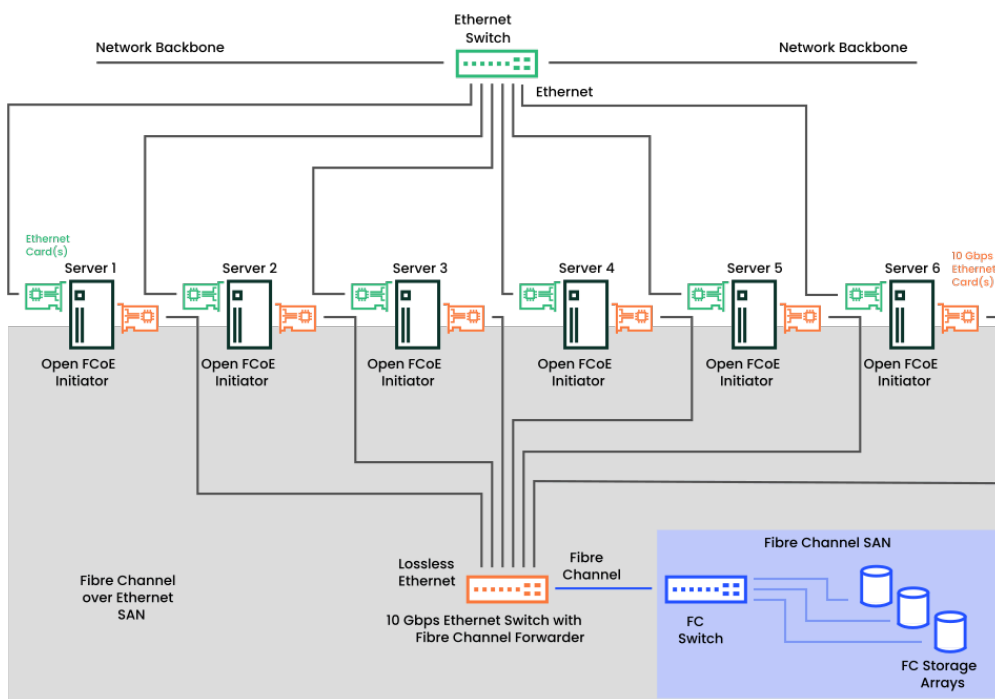 Ethernet
Switch
Network Backbone
Network Backbone
Ethernet
Ethernet
Card(s)
Server 1
Server 2
Server 3
Server 4
Server 5
Server 6
10 Gbps
Ethernet
Card(s)
Open FCoE
Initiator
Open FCoE
Initiator
Open FCoE
Initiator
Open FCoE
Initiator
Open FCoE
Initiator
Open FCoE
Initiator
Fibre Channel
over Ethernet
SAN
Lossless
Ethernet
Fibre
Channel
10 Gbps Ethernet Switch with
Fibre Channel Forwarder
Fibre Channel SAN
FC
Switch
FC Storage
Arrays